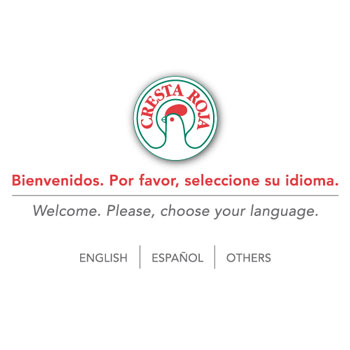 CRESTA ROJA
Bienvenidos. Por favor, seleccione su idioma.
Welcome. Please, choose your language.
ENGLISH ESPAÑOL OTHERS